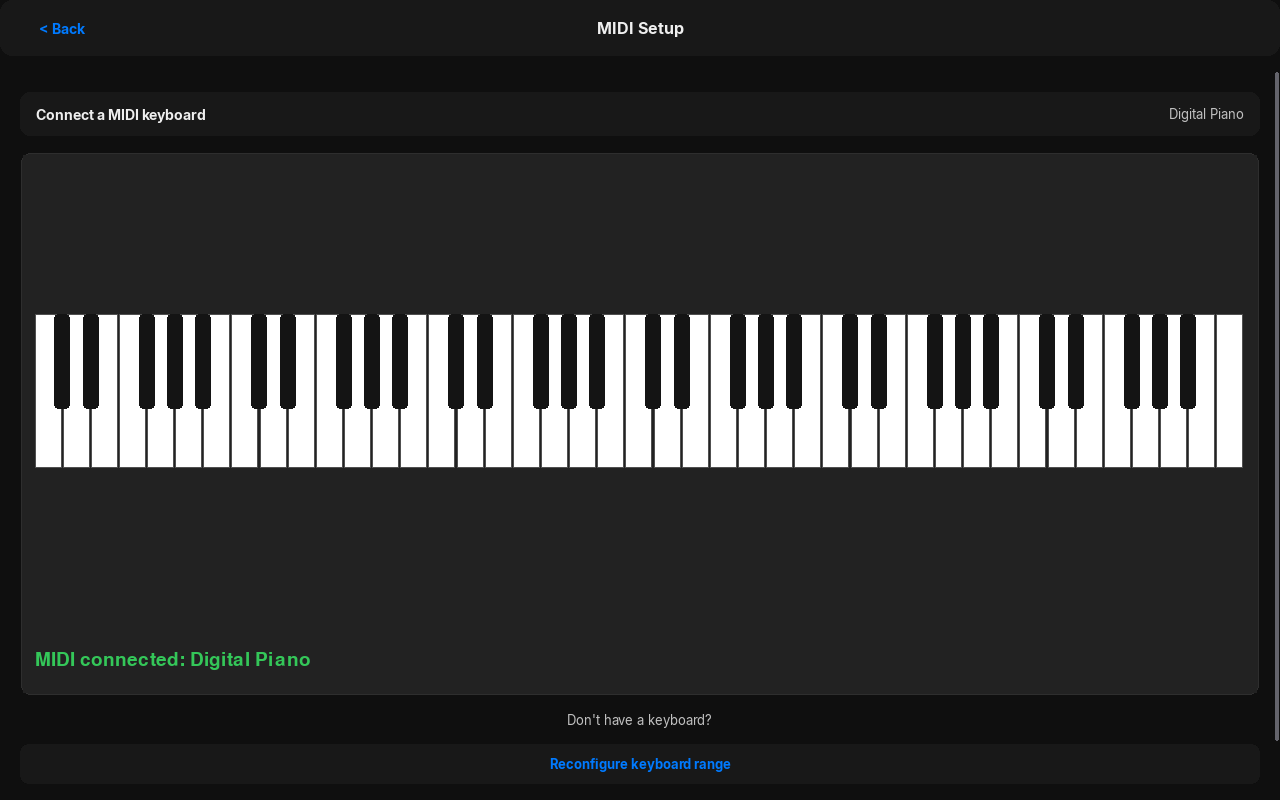 < Back
MIDI Setup
Connect a MIDI keyboard
Digital Piano
MIDI connected: Digital Piano
Don't have a keyboard?
Reconfigure keyboard range